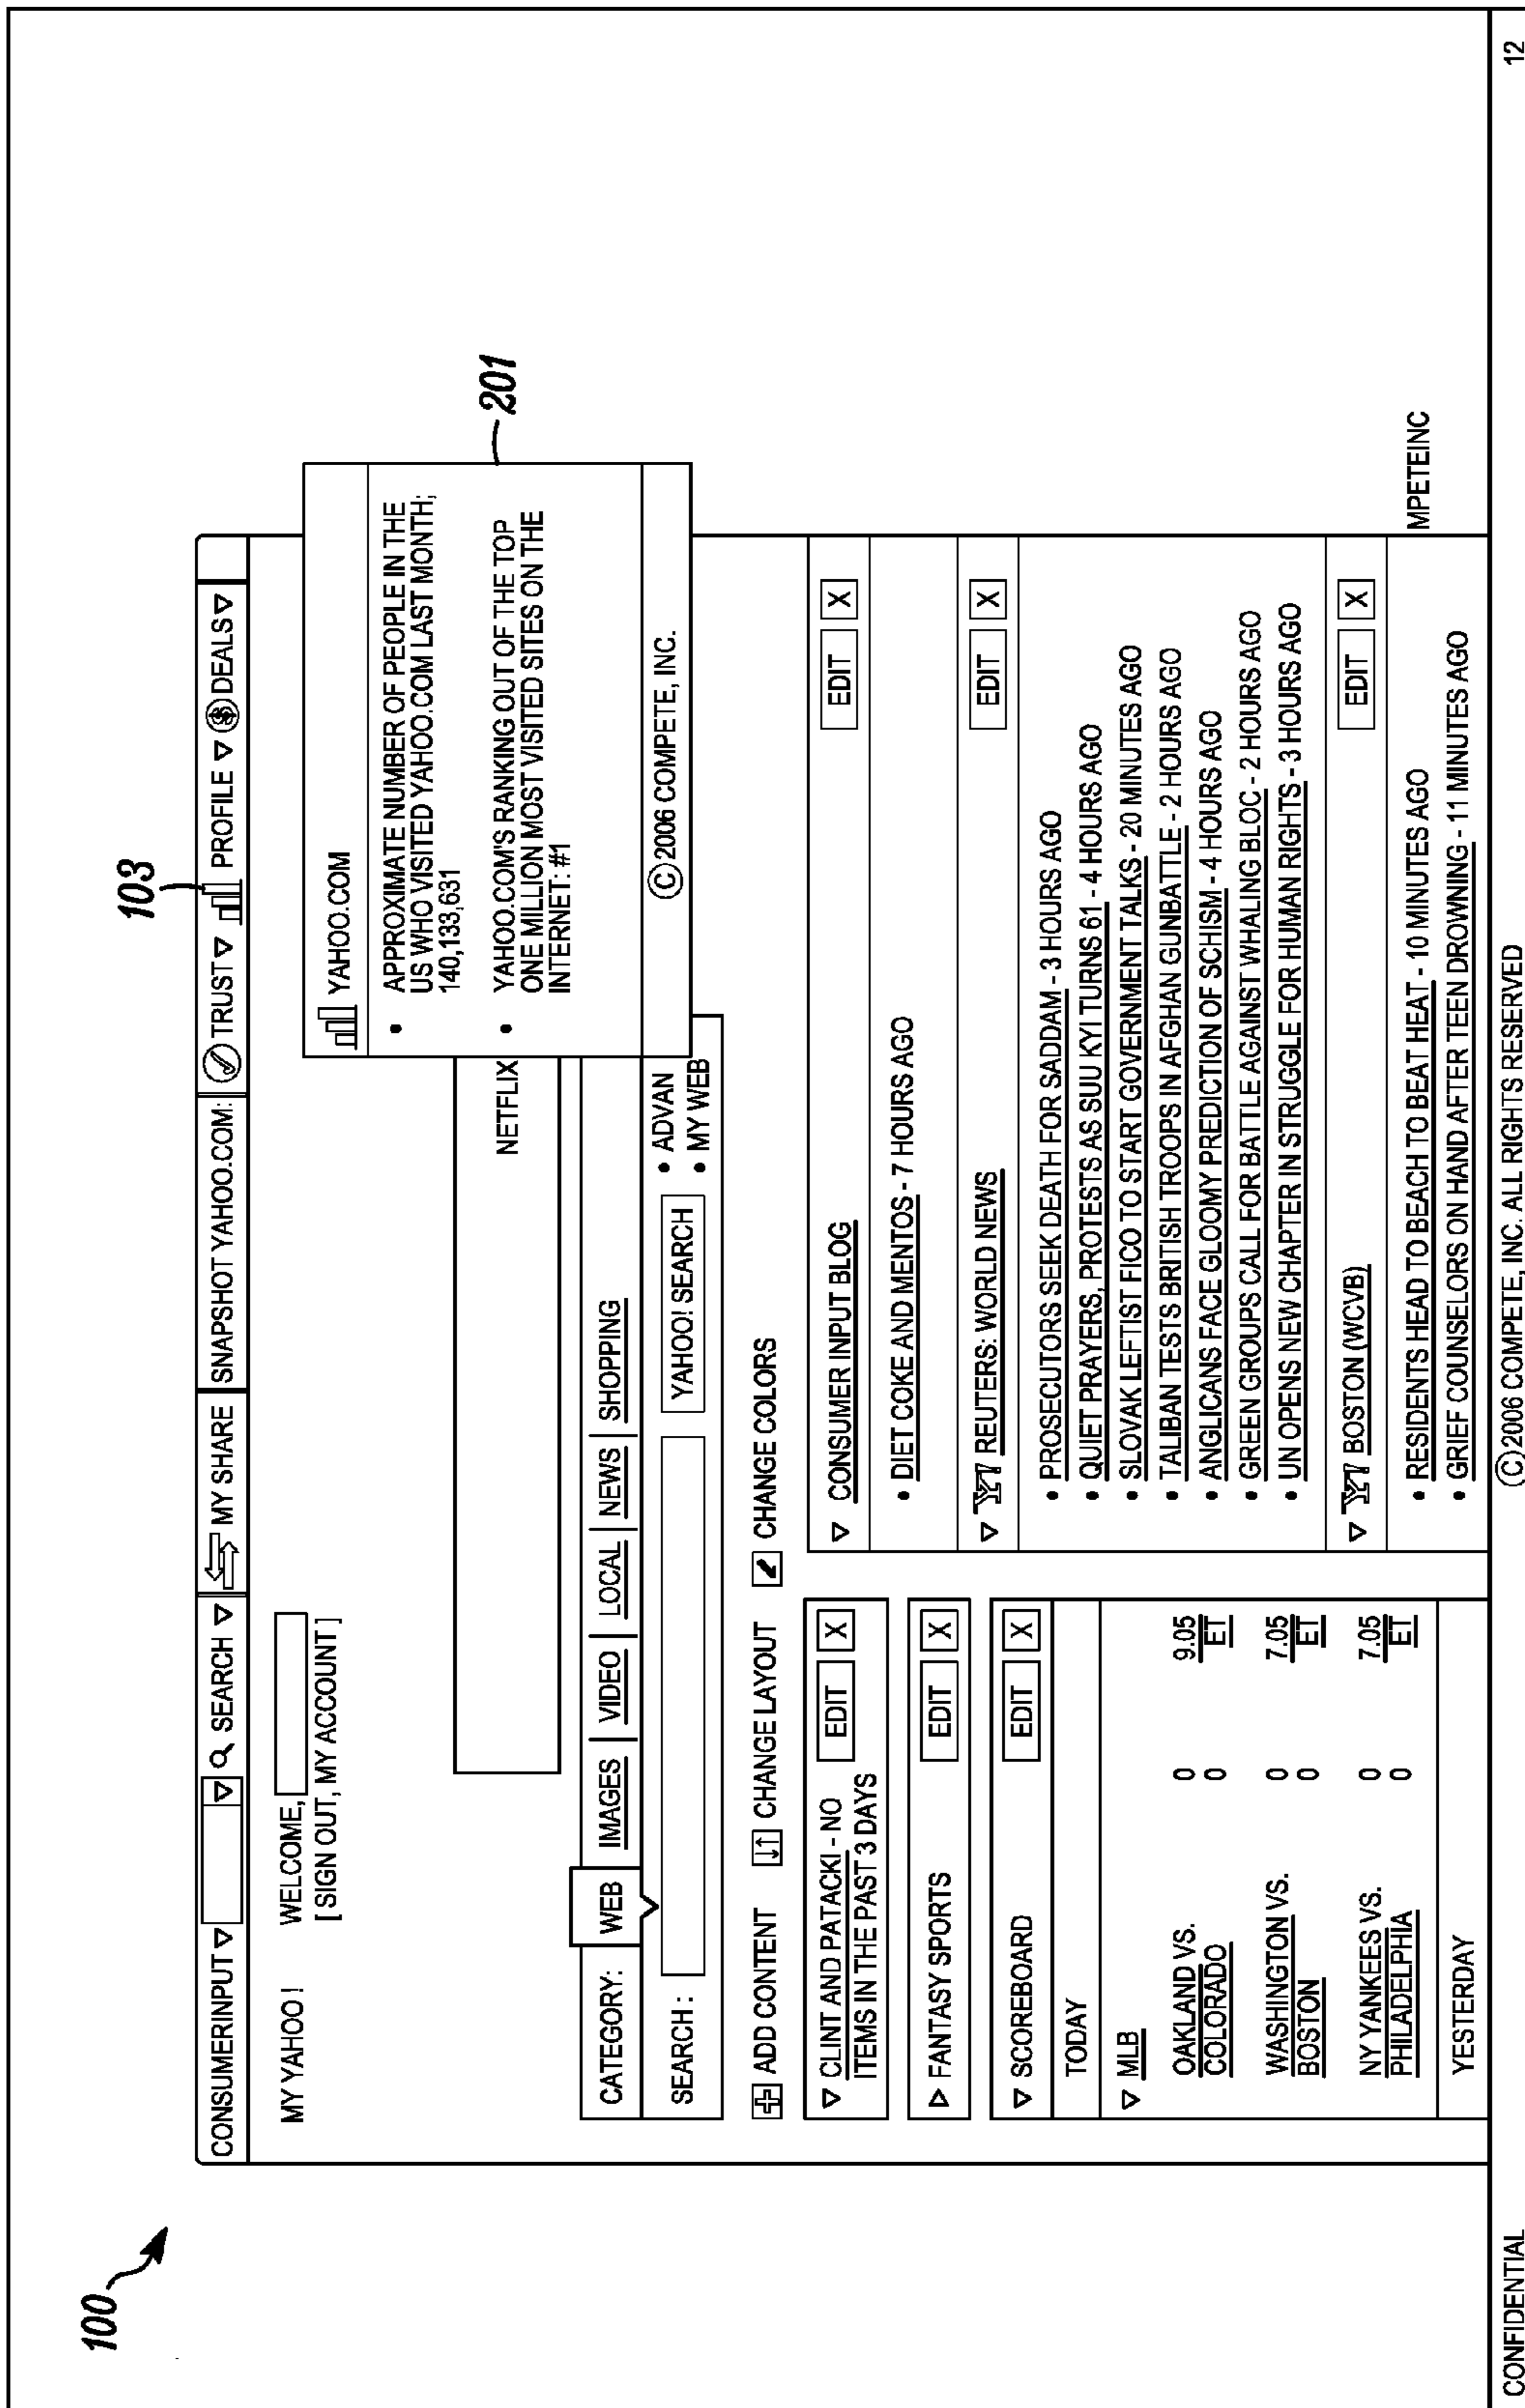 100
103
CONSUMERINPUT SEARCH MY SHARE SNAPSHOT YAHOO.COM: TRUST PROFILE $ DEALS
MY YAHOO! WELCOME,
[SIGN OUT, MY ACCOUNT]
YAHOO.COM
• APPROXIMATE NUMBER OF PEOPLE IN THE
US WHO VISITED YAHOO.COM LAST MONTH;
140,133,631
• YAHOO.COM'S RANKING OUT OF THE TOP
ONE MILLION MOST VISITED SITES ON THE
INTERNET: #1
© 2006 COMPETE, INC.
201
NETFLIX
CATEGORY: WEB IMAGES VIDEO LOCAL NEWS SHOPPING
SEARCH: YAHOO! SEARCH
• ADVAN
• MY WEB
ADD CONTENT CHANGE LAYOUT CHANGE COLORS
CLINT AND PATACKI - NO EDIT X
ITEMS IN THE PAST 3 DAYS
FANTASY SPORTS EDIT X
SCOREBOARD EDIT X
TODAY
MLB
OAKLAND VS. 0 9.05
COLORADO 0 ET
WASHINGTON VS. 0 7.05
BOSTON 0 ET
NY YANKEES VS. 0 7.05
PHILADELPHIA 0 ET
YESTERDAY
CONSUMER INPUT BLOG EDIT X
• DIET COKE AND MENTOS - 7 HOURS AGO
REUTERS: WORLD NEWS EDIT X
• PROSECUTORS SEEK DEATH FOR SADDAM - 3 HOURS AGO
• QUIET PRAYERS, PROTESTS AS SUU KYI TURNS 61 - 4 HOURS AGO
• SLOVAK LEFTIST FICO TO START GOVERNMENT TALKS - 20 MINUTES AGO
• TALIBAN TESTS BRITISH TROOPS IN AFGHAN GUNBATTLE - 2 HOURS AGO
• ANGLICANS FACE GLOOMY PREDICTION OF SCHISM - 4 HOURS AGO
• GREEN GROUPS CALL FOR BATTLE AGAINST WHALING BLOC - 2 HOURS AGO
• UN OPENS NEW CHAPTER IN STRUGGLE FOR HUMAN RIGHTS - 3 HOURS AGO
BOSTON (WCVB) EDIT X
• RESIDENTS HEAD TO BEACH TO BEAT HEAT - 10 MINUTES AGO
• GRIEF COUNSELORS ON HAND AFTER TEEN DROWNING - 11 MINUTES AGO
MPETEINC
CONFIDENTIAL © 2006 COMPETE, INC. ALL RIGHTS RESERVED 12